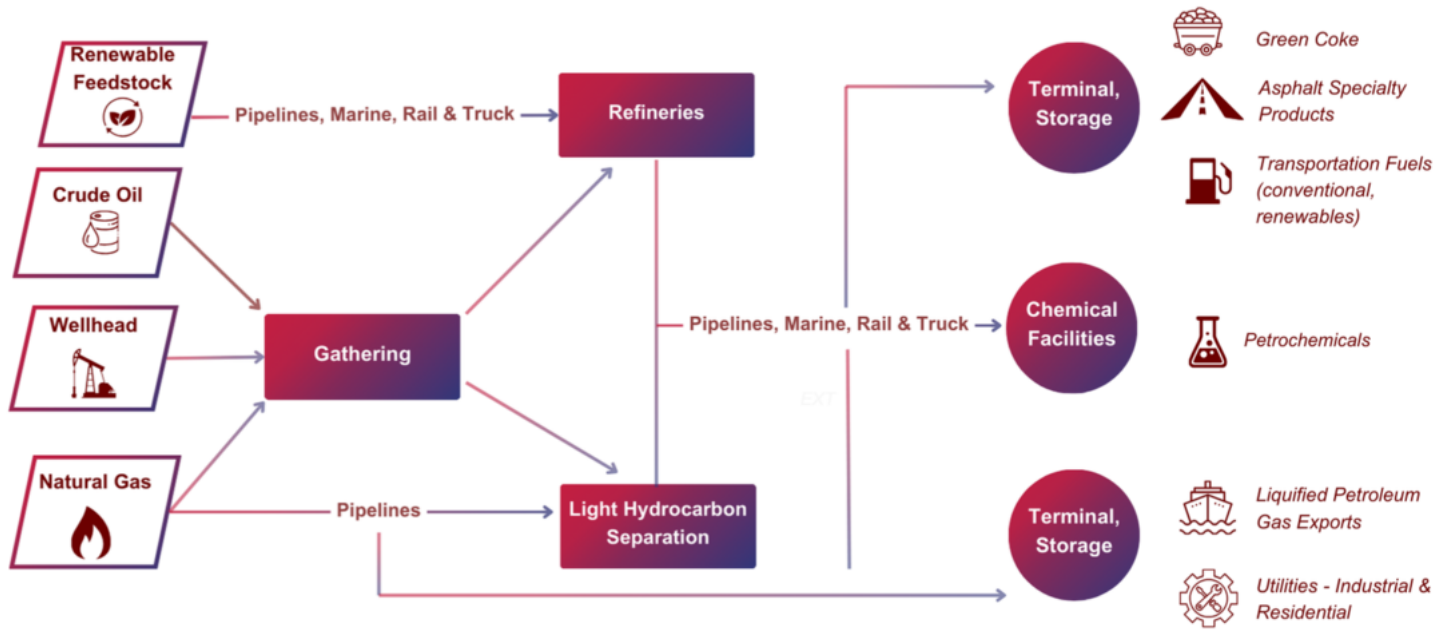 Renewable
Feedstock
Pipelines, Marine, Rail & Truck
Refineries
Crude Oil
Wellhead
Gathering
Natural Gas
Pipelines
Light Hydrocarbon
Separation
Pipelines, Marine, Rail & Truck
EXT
Terminal,
Storage
Green Coke
Asphalt Specialty
Products
Transportation Fuels
(conventional,
renewables)
Chemical
Facilities
Petrochemicals
Terminal,
Storage
Liquified Petroleum
Gas Exports
Utilities - Industrial &
Residential